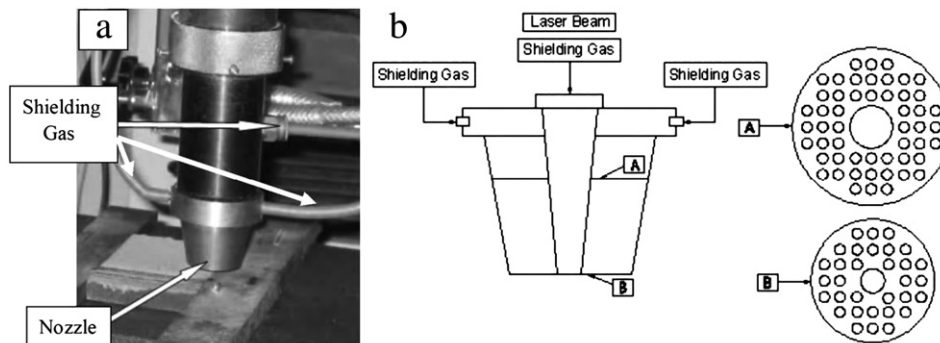 a
Shielding
Gas
Nozzle
b
Laser Beam
Shielding Gas
Shielding Gas
Shielding Gas
A
B
A
B